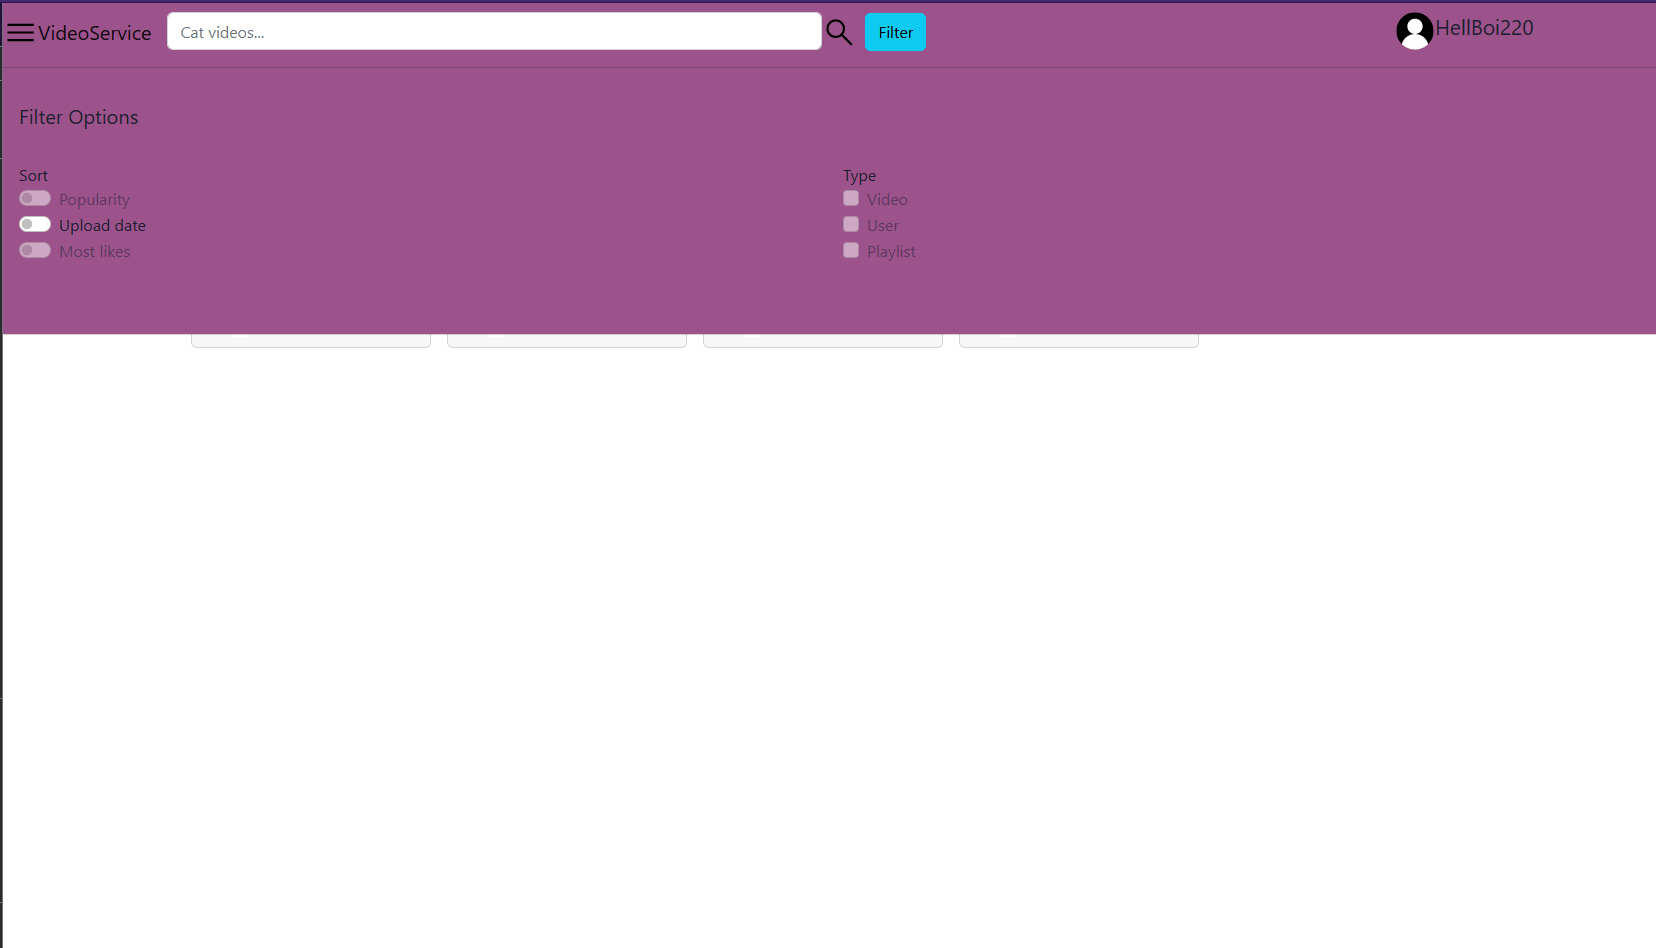 VideoService
Cat videos...
Filter
HellBoi220
Filter Options
Sort
Popularity
Upload date
Most likes
Type
Video
User
Playlist